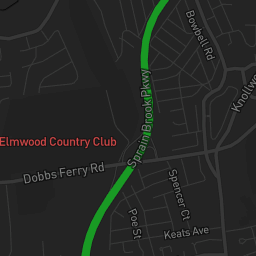 Bowbell Rd
Knollw
Sprain Brook Pkwy
Elmwood Country Club
Dobbs Ferry Rd
Spencer Ct
Poe St
Keats Ave